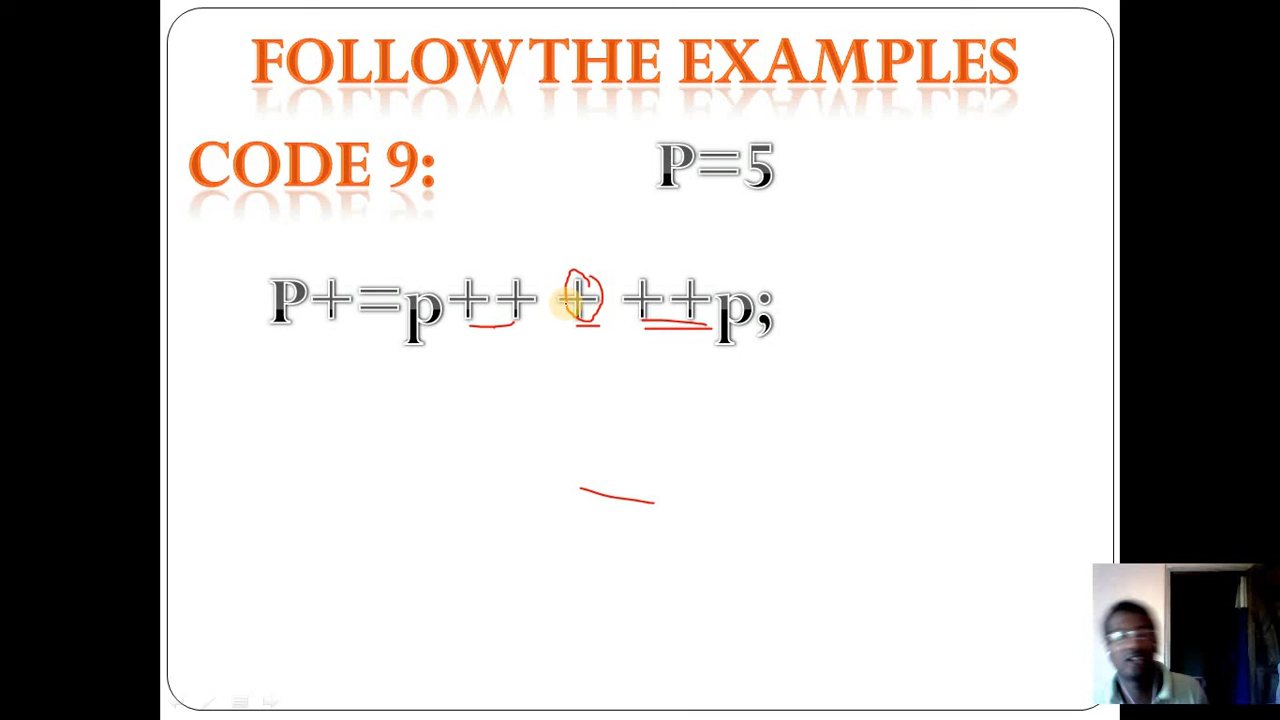 FOLLOW THE EXAMPLES
CODE 9: P=5
P+=p++ + ++p;